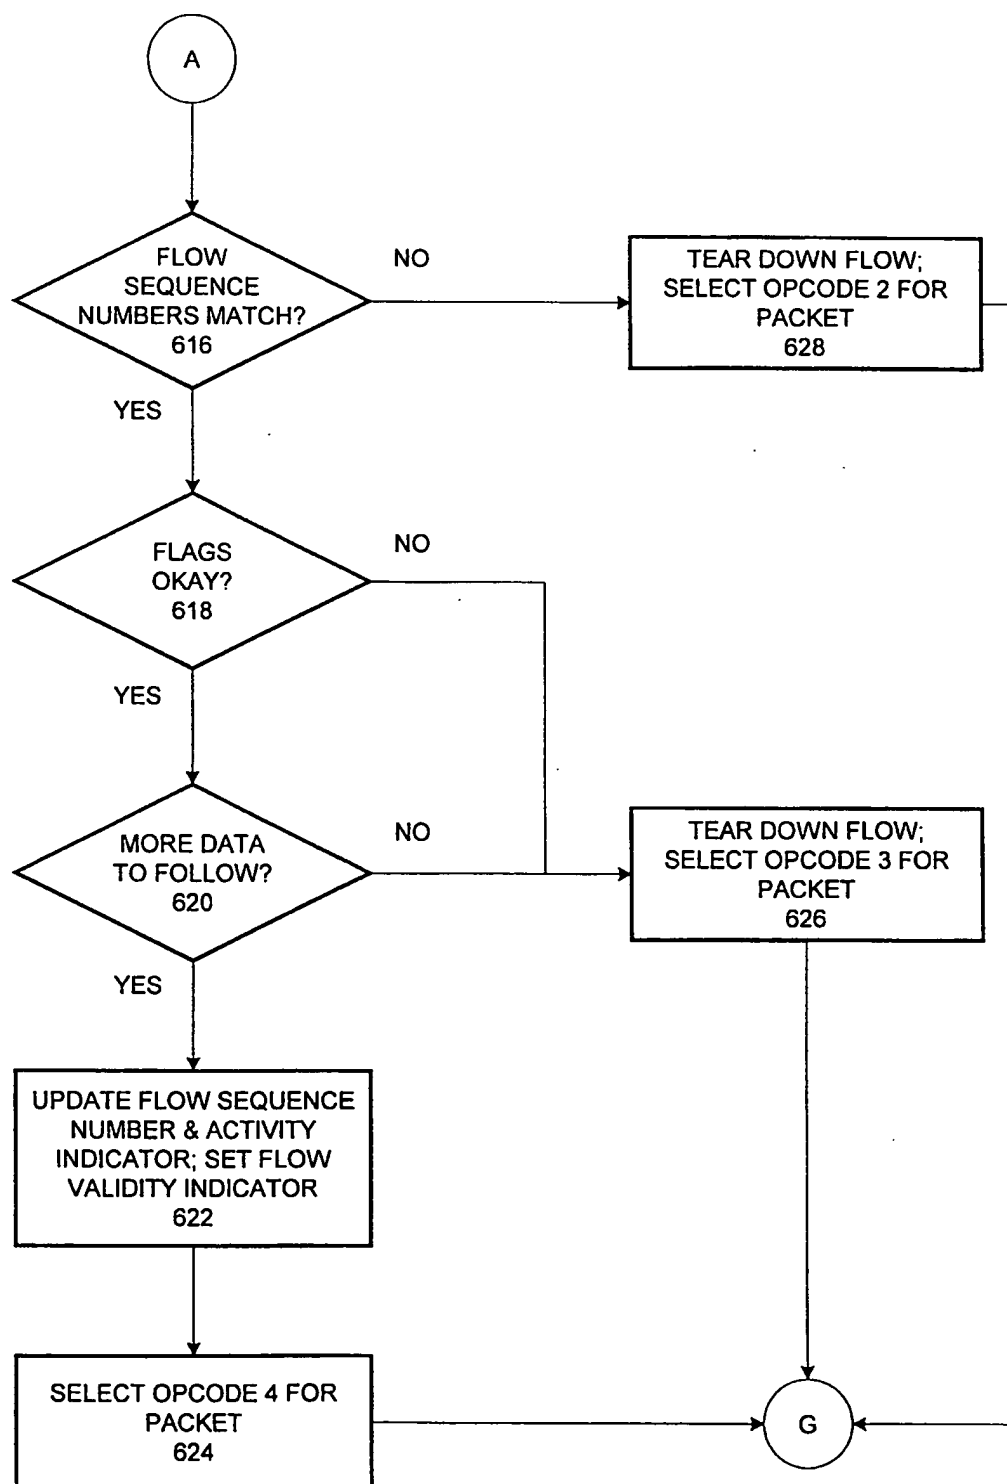 A
FLOW
SEQUENCE
NUMBERS MATCH?
616
NO
YES
TEAR DOWN FLOW;
SELECT OPCODE 2 FOR
PACKET
628
FLAGS
OKAY?
618
NO
YES
MORE DATA
TO FOLLOW?
620
NO
YES
TEAR DOWN FLOW;
SELECT OPCODE 3 FOR
PACKET
626
UPDATE FLOW SEQUENCE
NUMBER & ACTIVITY
INDICATOR; SET FLOW
VALIDITY INDICATOR
622
SELECT OPCODE 4 FOR
PACKET
624
G